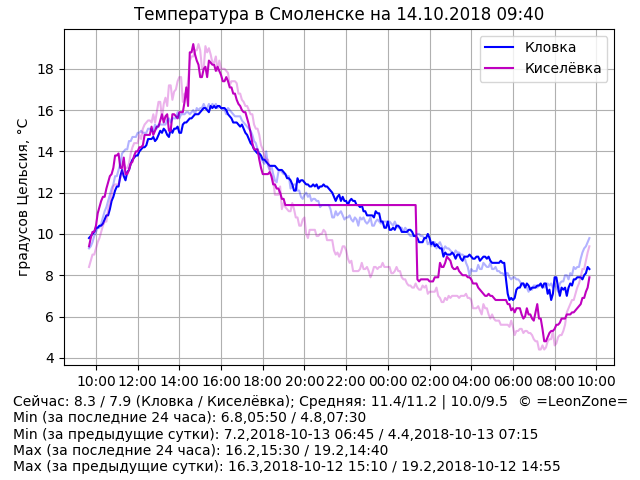 Температура в Смоленске на 14.10.2018 09:40
градусов Цельсия, °C
18
16
14
12
10
8
6
4
Кловка
Киселёвка
10:00 12:00 14:00 16:00 18:00 20:00 22:00 00:00 02:00 04:00 06:00 08:00 10:00
Сейчас: 8.3 / 7.9 (Кловка / Киселёвка); Средняя: 11.4/11.2 | 10.0/9.5 © =LeonZone=
Min (за последние 24 часа): 6.8,05:50 / 4.8,07:30
Min (за предыдущие сутки): 7.2,2018-10-13 06:45 / 4.4,2018-10-13 07:15
Max (за последние 24 часа): 16.2,15:30 / 19.2,14:40
Max (за предыдущие сутки): 16.3,2018-10-12 15:10 / 19.2,2018-10-12 14:55